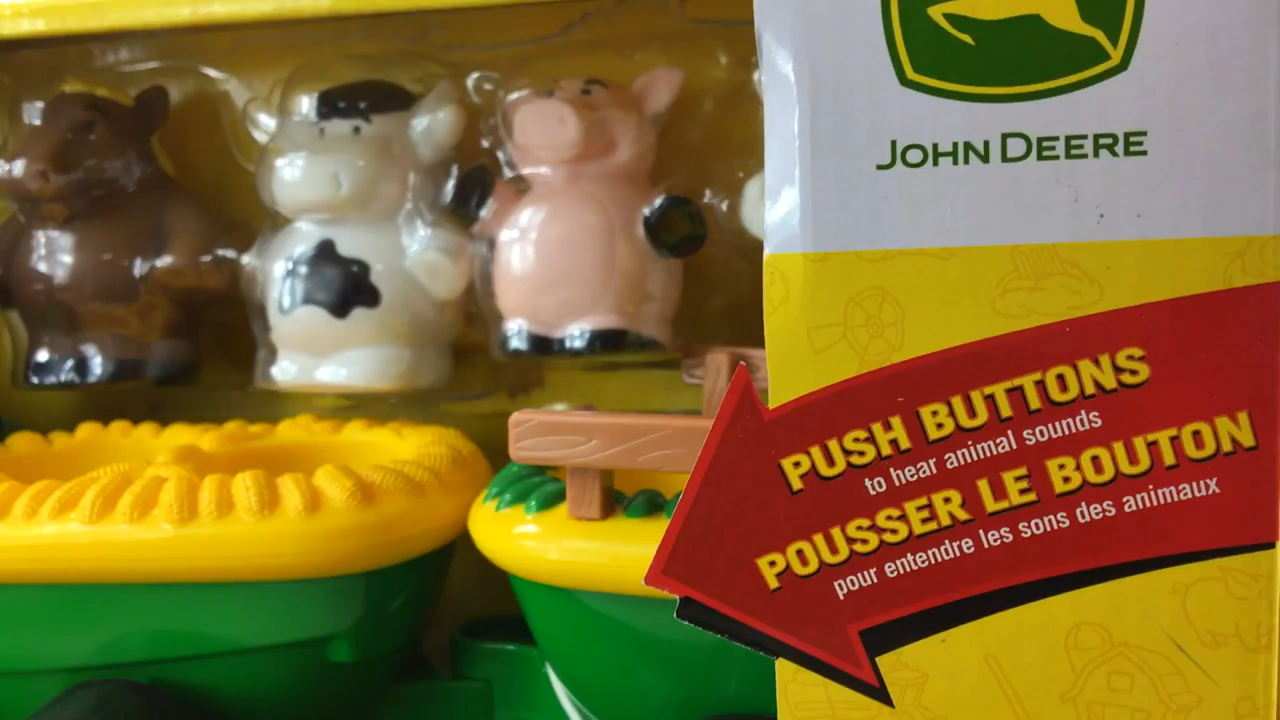 JOHN DEERE
PUSH BUTTONS
to hear animal sounds
POUSSER LE BOUTON
pour entendre les sons des animaux